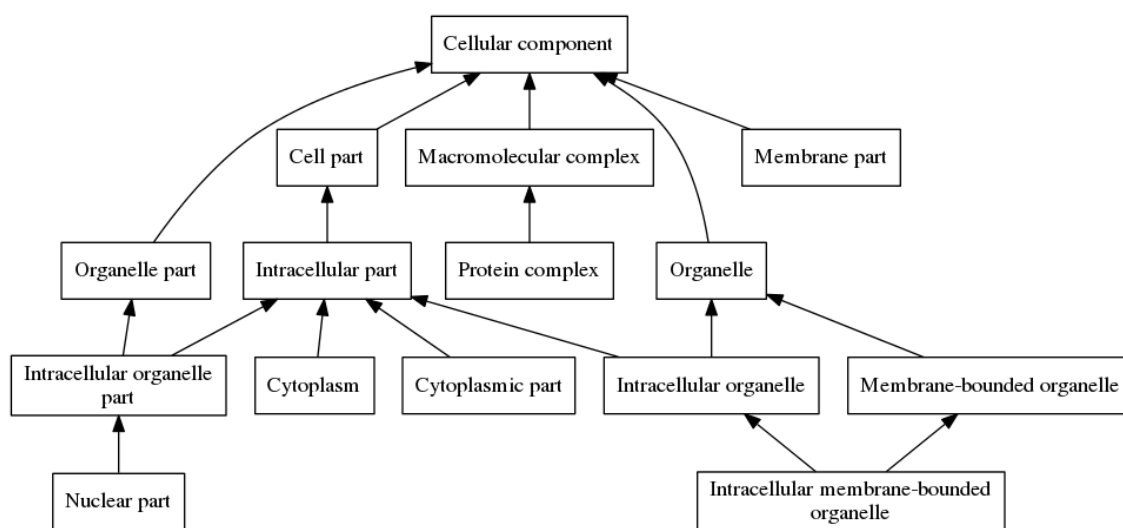 Cellular component
Cell part
Macromolecular complex
Membrane part
Organelle part
Intracellular part
Protein complex
Organelle
Intracellular organelle
part
Cytoplasm
Cytoplasmic part
Intracellular organelle
Membrane-bounded organelle
Nuclear part
Intracellular membrane-bounded
organelle